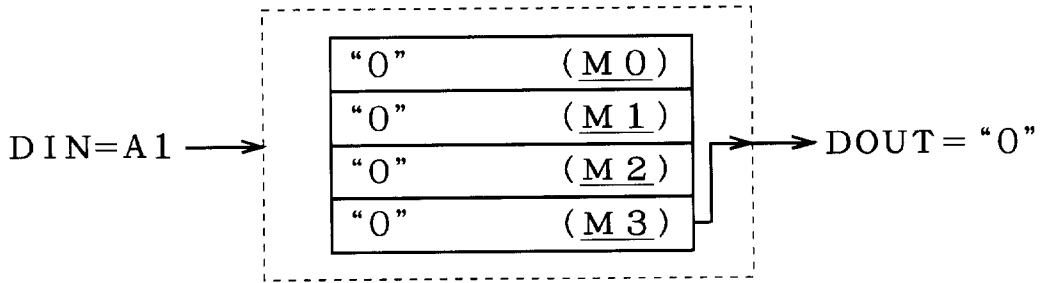 “0” (M0)
“0” (M1)
DIN=A1
DOUT=“0”
“0” (M2)
“0” (M3)